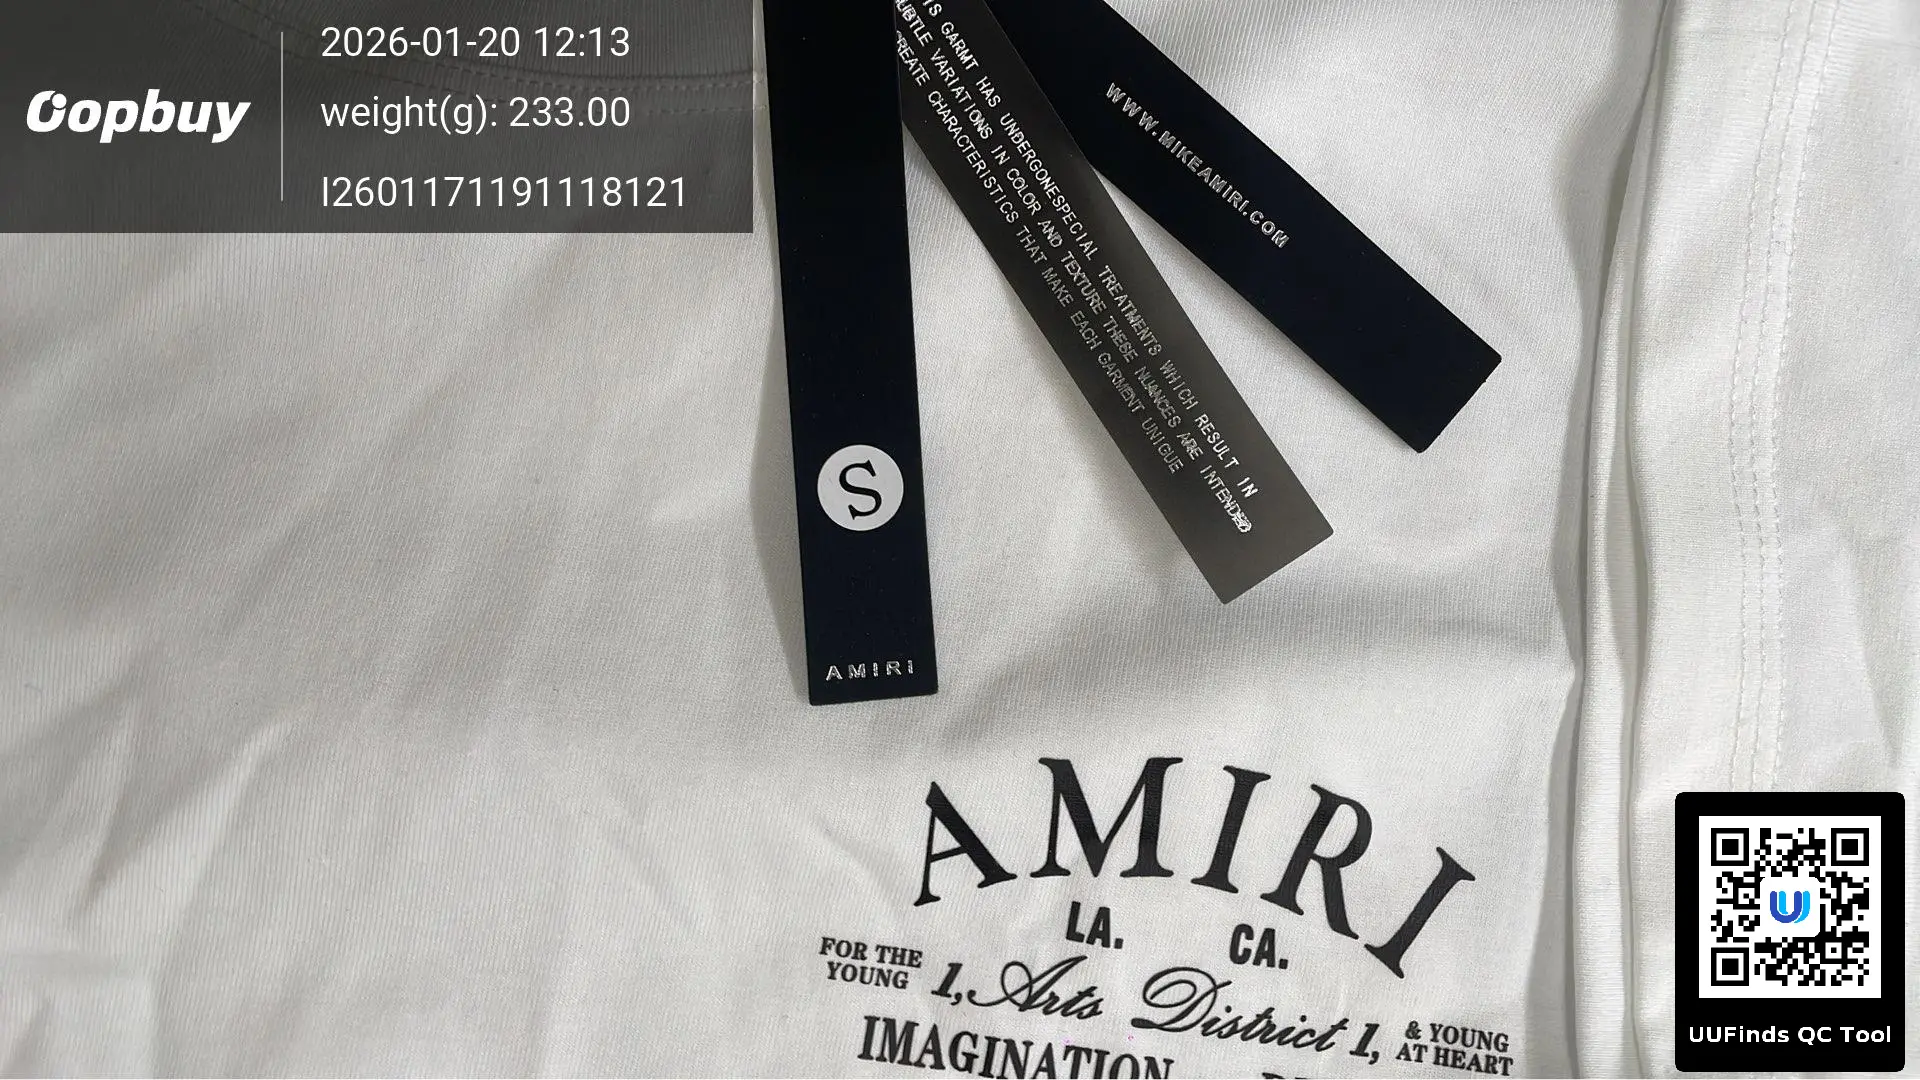 oopbuy
2026-01-20 12:13
weight(g): 233.00
I2601171191118121
GARMT HAS UNDERGONESPECIAL TREATMENTS WHICH RESULT IN
VARIATIONS IN COLOR AND TEXTURE THESE NUANCES ARE INTENDED
CHARACTERISTICS THAT MAKE EACH GARMENT UNIGUE
WWW.MIKEAMIRI.COM
S
AMIRI
AMIRI
LA. CA.
FOR THE
YOUNG
1, Arts District 1,
& YOUNG
AT HEART
IMAGINATION
UUFinds QC Tool